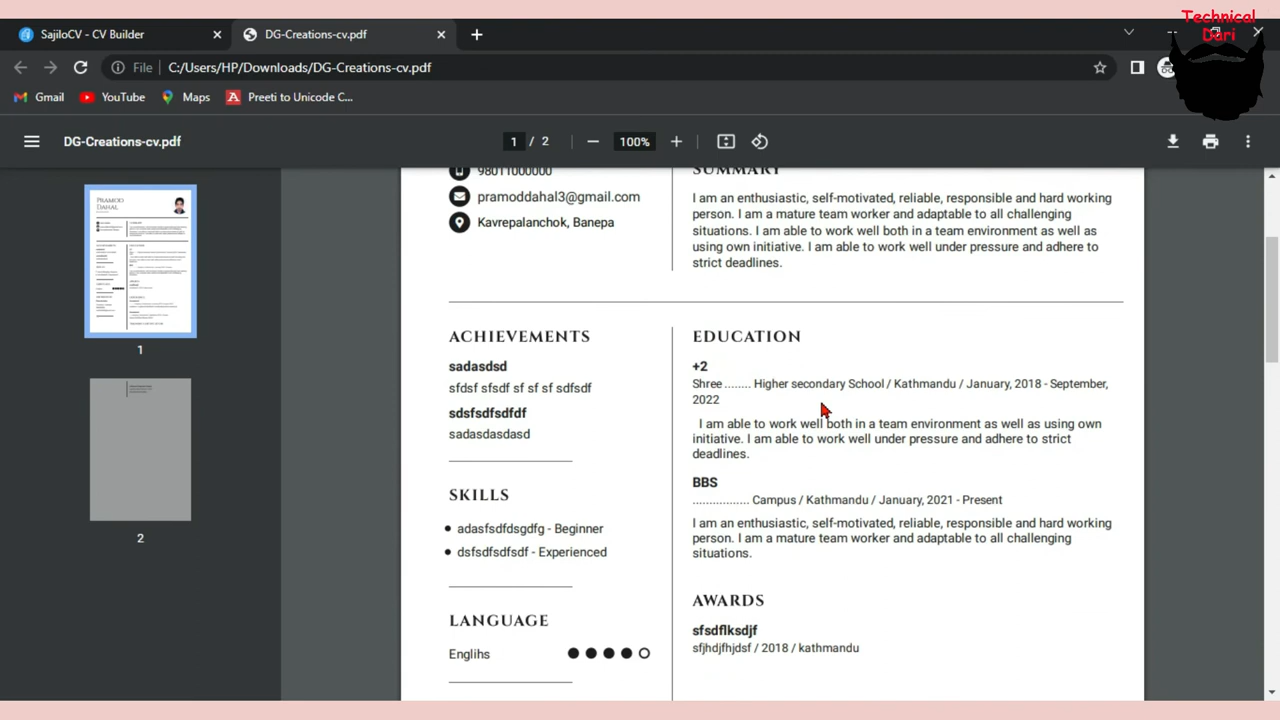 Technical
Dari
SajiloCV - CV Builder
DG-Creations-cv.pdf
File
C:/Users/HP/Downloads/DG-Creations-cv.pdf
Gmail
YouTube
Maps
Preeti to Unicode C...
DG-Creations-cv.pdf
1 / 2
100%
PRAMOD
DAHAL
1
2
98011000000
pramoddahal3@gmail.com
Kavrepalanchok, Banepa
SUMMARY
I am an enthusiastic, self-motivated, reliable, responsible and hard working
person. I am a mature team worker and adaptable to all challenging
situations. I am able to work well both in a team environment as well as
using own initiative. I am able to work well under pressure and adhere to
strict deadlines.
ACHIEVEMENTS
sadasdsd
sfdsf sfsdf sf sf sf sdfsdf
sdsfsdfsdfdf
sadasdasdasd
SKILLS
adasfsdfdsgdfg - Beginner
dsfsdfsdfsdf - Experienced
LANGUAGE
Englihs
EDUCATION
+2
Shree ........ Higher secondary School / Kathmandu / January, 2018 - September,
2022
I am able to work well both in a team environment as well as using own
initiative. I am able to work well under pressure and adhere to strict
deadlines.
BBS
................. Campus / Kathmandu / January, 2021 - Present
I am an enthusiastic, self-motivated, reliable, responsible and hard working
person. I am a mature team worker and adaptable to all challenging
situations.
AWARDS
sfsdflksdjf
sfjhdjfhjdsf / 2018 / kathmandu